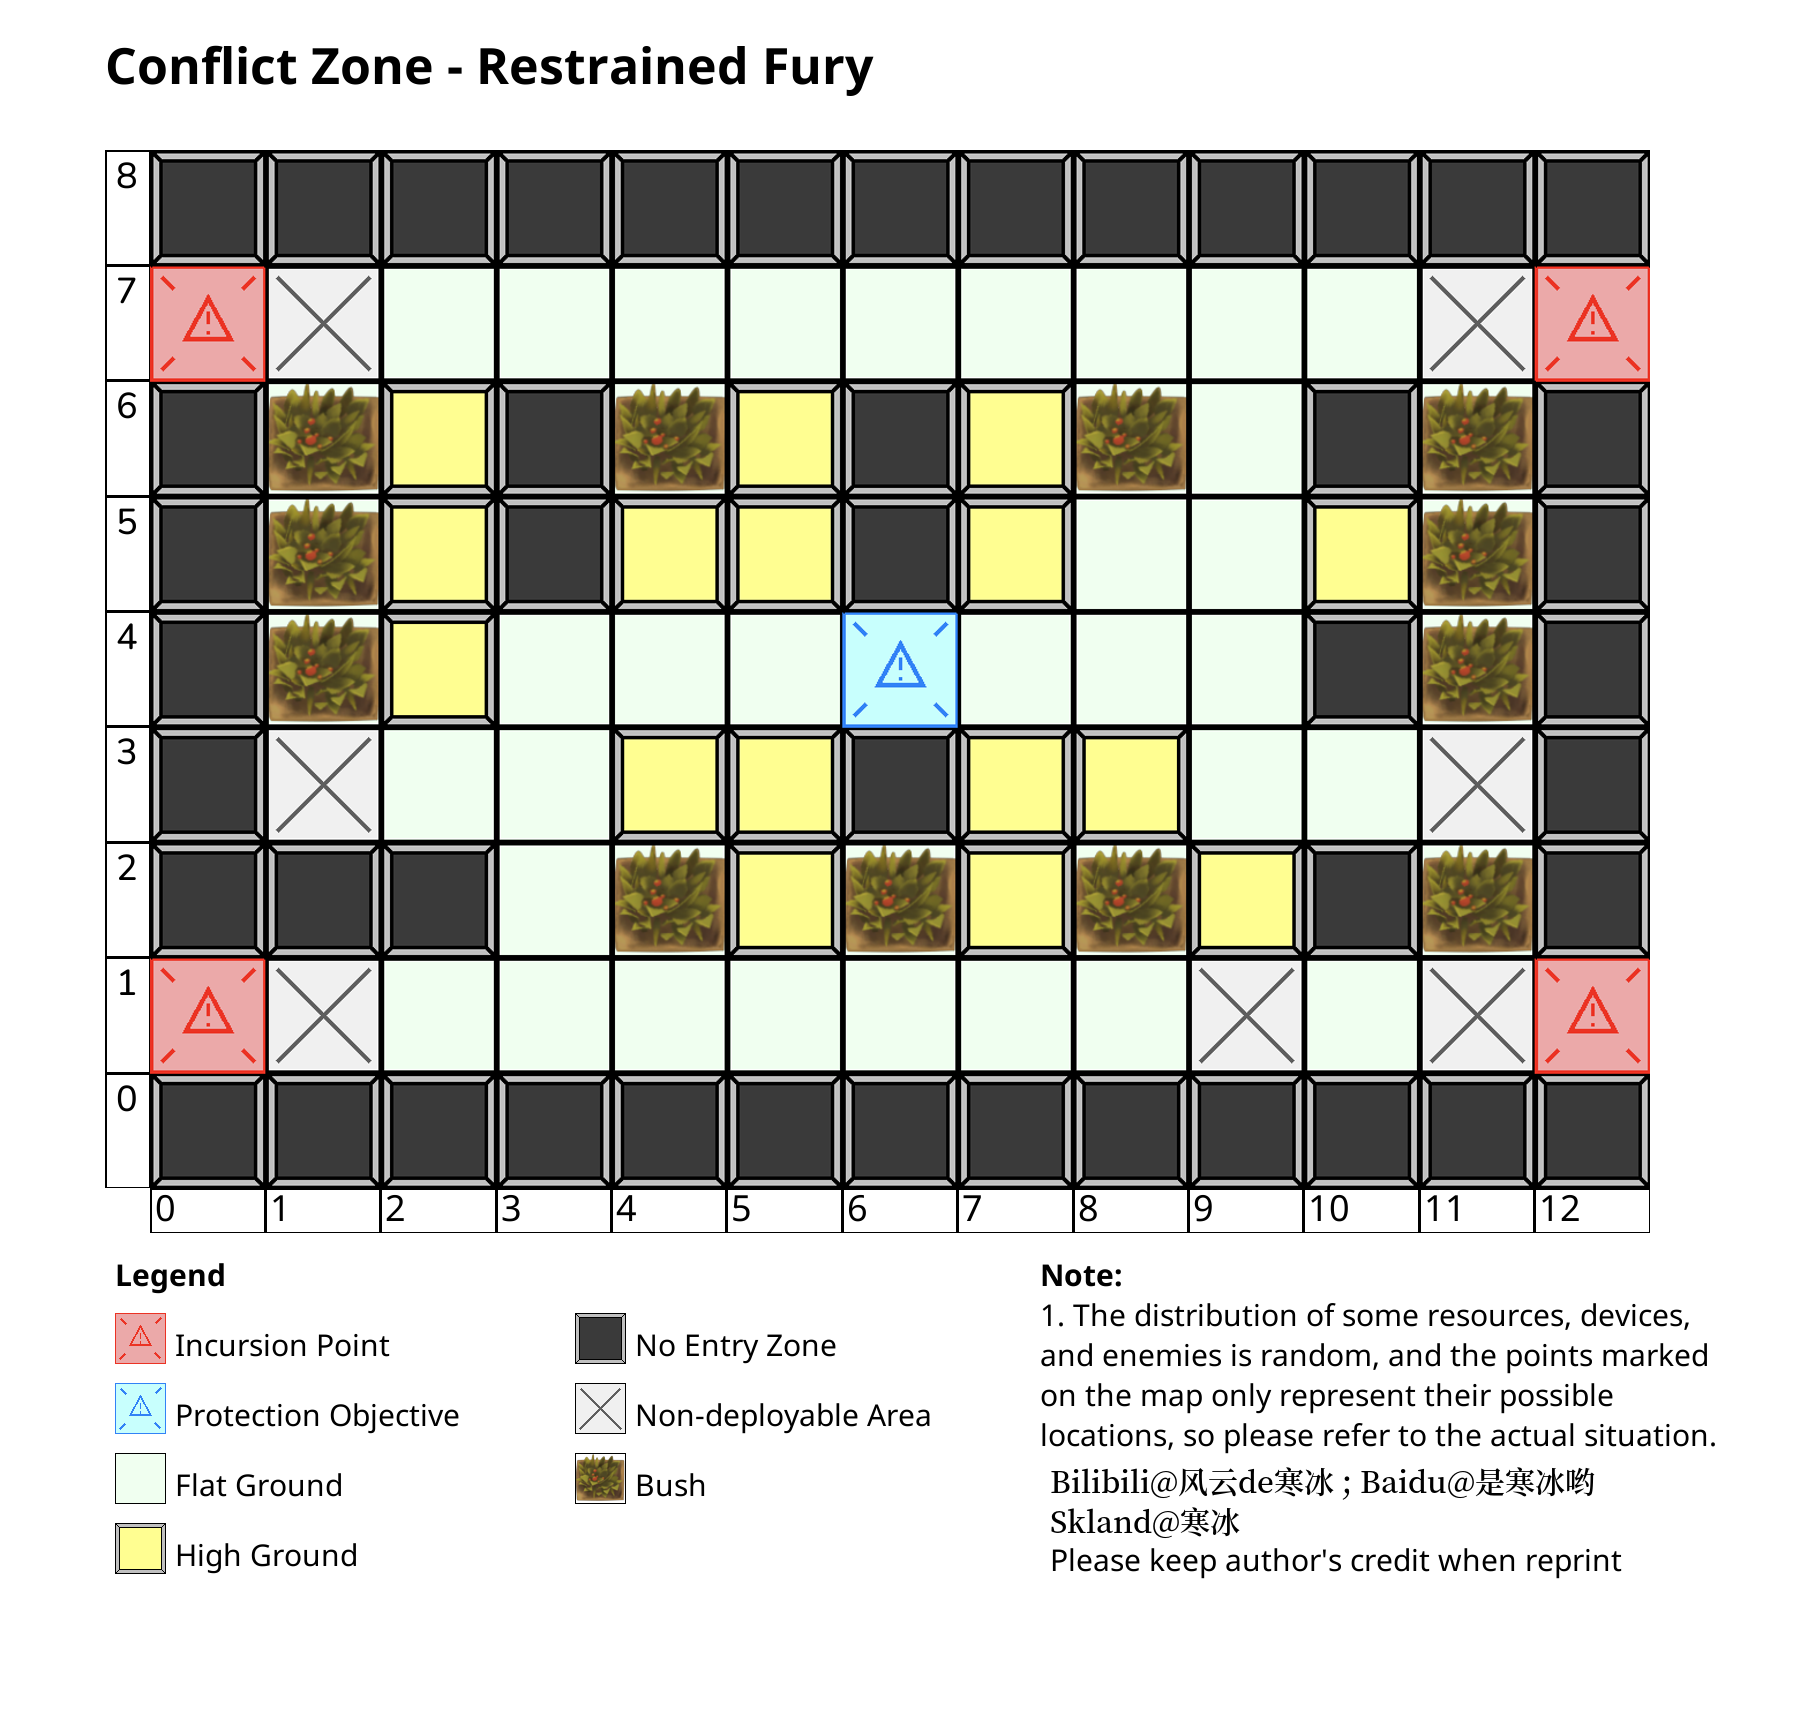 Conflict Zone - Restrained Fury
8
7
6
5
4
3
2
1
0
0 1 2 3 4 5 6 7 8 9 10 11 12
Legend
Incursion Point
Protection Objective
Flat Ground
High Ground
No Entry Zone
Non-deployable Area
Bush
Note:
1. The distribution of some resources, devices,
and enemies is random, and the points marked
on the map only represent their possible
locations, so please refer to the actual situation.
Bilibili@风云de寒冰 ; Baidu@是寒冰哟
Skland@寒冰
Please keep author's credit when reprint